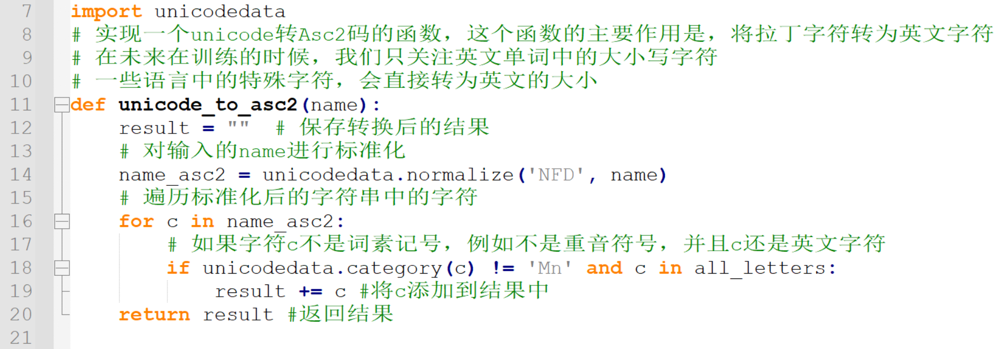 7 import unicodedata
8 # 实现一个unicode转Asc2码的函数，这个函数的主要作用是，将拉丁字符转为英文字符
9 # 在未来在训练的时候，我们只关注英文单词中的大小写字符
10 # 一些语言中的特殊字符，会直接转为英文的大小
11 def unicode_to_asc2(name):
12     result = ""  # 保存转换后的结果
13     # 对输入的name进行标准化
14     name_asc2 = unicodedata.normalize('NFD', name)
15     # 遍历标准化后的字符串中的字符
16     for c in name_asc2:
17         # 如果字符c不是词素记号，例如不是重音符号，并且c还是英文字符
18         if unicodedata.category(c) != 'Mn' and c in all_letters:
19             result += c #将c添加到结果中
20     return result #返回结果
21